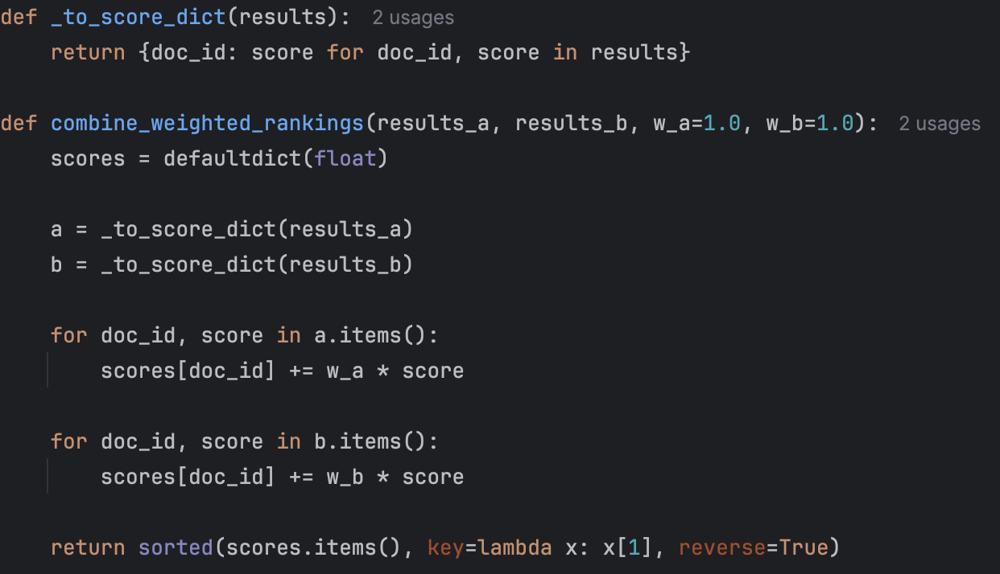 def _to_score_dict(results): 2 usages
    return {doc_id: score for doc_id, score in results}

def combine_weighted_rankings(results_a, results_b, w_a=1.0, w_b=1.0): 2 usages
    scores = defaultdict(float)

    a = _to_score_dict(results_a)
    b = _to_score_dict(results_b)

    for doc_id, score in a.items():
        scores[doc_id] += w_a * score

    for doc_id, score in b.items():
        scores[doc_id] += w_b * score

    return sorted(scores.items(), key=lambda x: x[1], reverse=True)